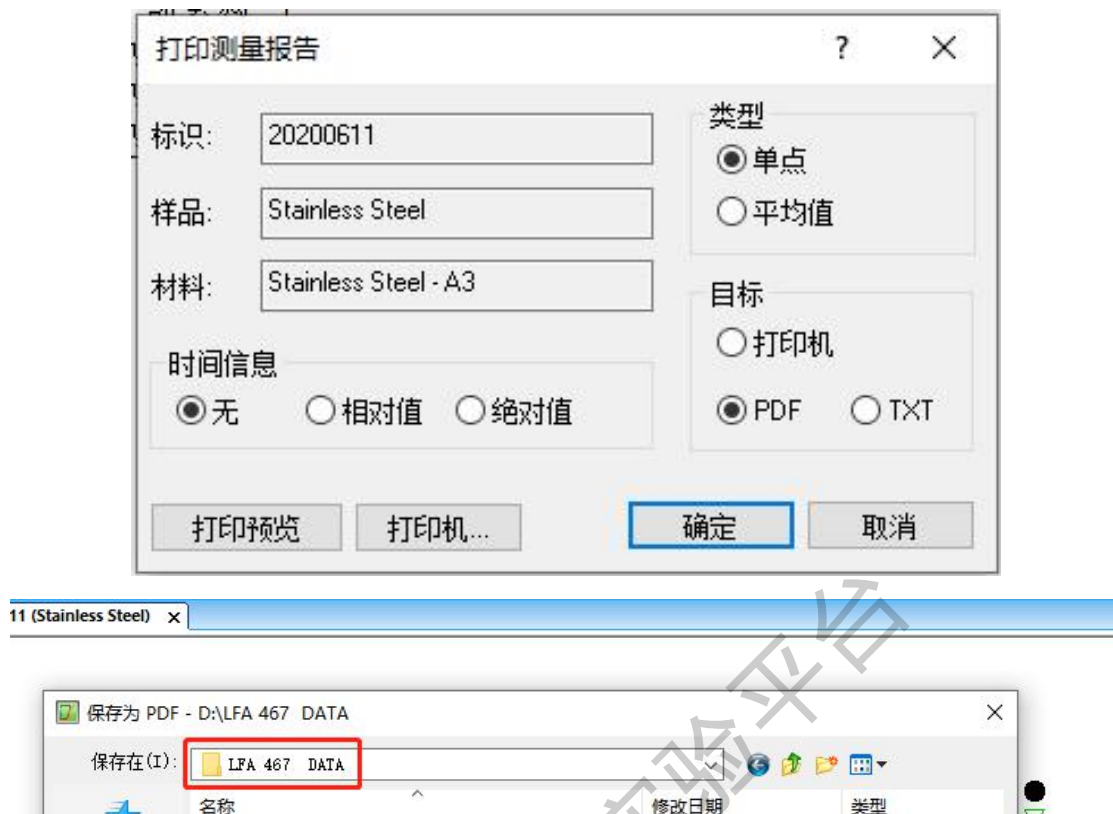 打印测量报告 ? ×
标识: 20200611
样品: Stainless Steel
材料: Stainless Steel - A3
时间信息
无 相对值 绝对值
类型
单点
平均值
目标
打印机
PDF TXT
打印预览 打印机... 确定 取消
11 (Stainless Steel) ×
保存为 PDF - D:\LFA 467 DATA ×
保存在(I): LFA 467 DATA
名称 修改日期 类型
实验平台